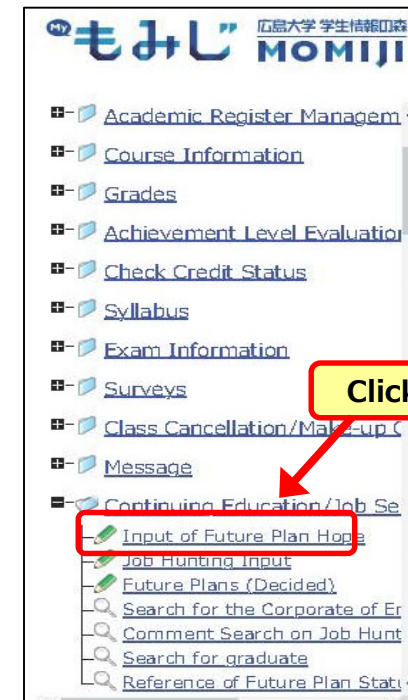 My もみじ 広島大学 学生情報の森
MOMIJI
Academic Register Managem
Course Information
Grades
Achievement Level Evaluation
Check Credit Status
Syllabus
Exam Information
Surveys
Click
Class Cancellation/Make-up C
Message
Continuing Education/Job Se
Input of Future Plan Hope
Job Hunting Input
Future Plans (Decided)
Search for the Corporate of Er
Comment Search on Job Hunt
Search for graduate
Reference of Future Plan Statu